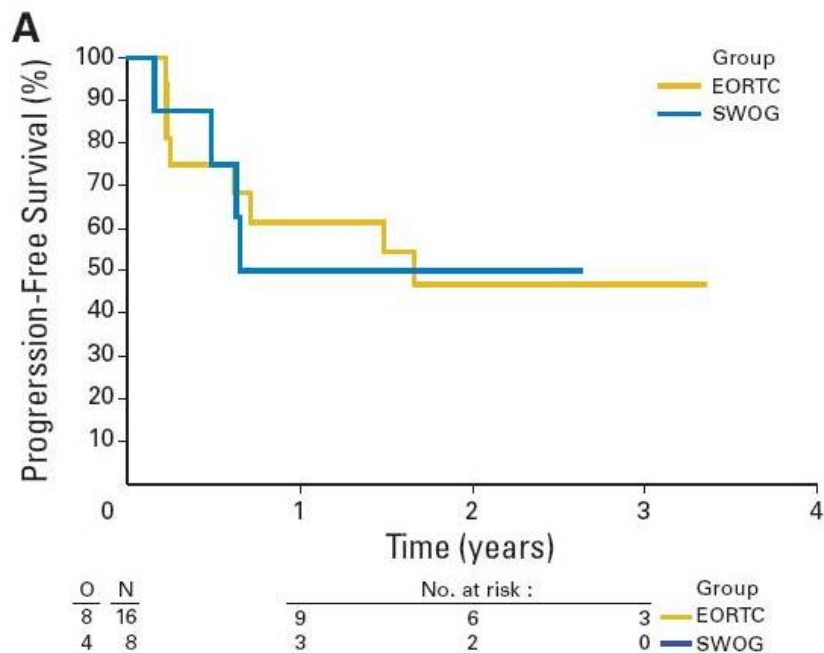 A
Progrerssion-Free Survival (%)
100
90
80
70
60
50
40
30
20
10
Group
EORTC
SWOG
0 1 2 3 4
Time (years)
O N No. at risk : Group
8 16 9 6 3 EORTC
4 8 3 2 0 SWOG